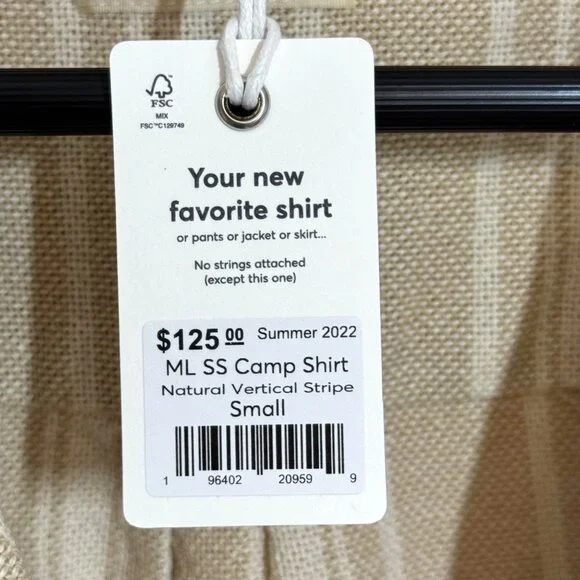 FSC
MIX
FSC™C129749
Your new
favorite shirt
or pants or jacket or skirt...
No strings attached
(except this one)
$125 00 Summer 2022
ML SS Camp Shirt
Natural Vertical Stripe
Small
1 96402 20959 9